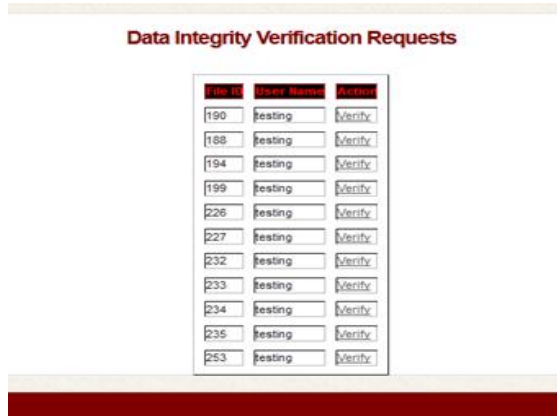 Data Integrity Verification Requests
File ID User Name Action
190 testing Verify
188 testing Verify
194 testing Verify
199 testing Verify
226 testing Verify
227 testing Verify
232 testing Verify
233 testing Verify
234 testing Verify
235 testing Verify
253 testing Verify